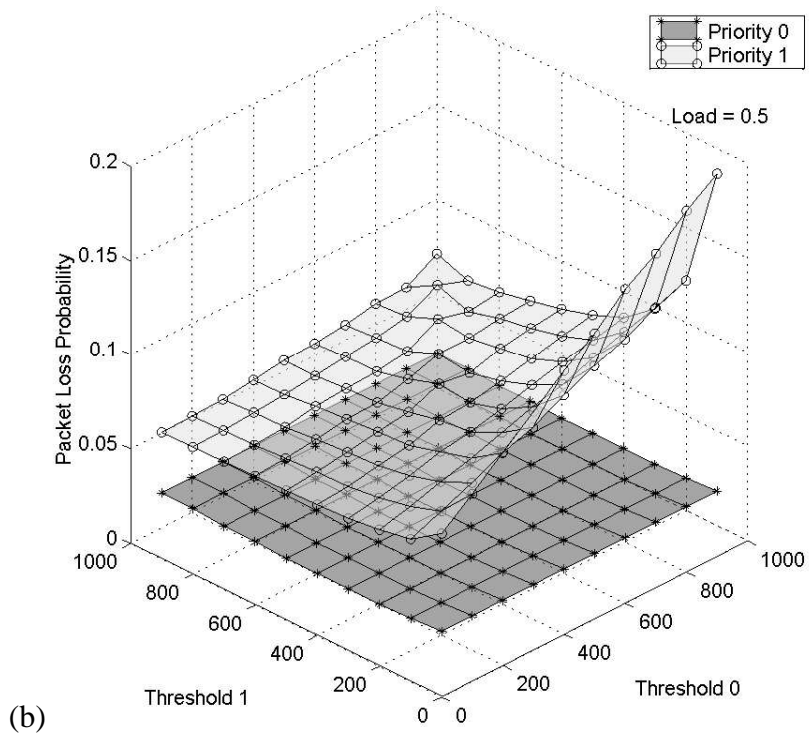 Priority 0
Priority 1
Load = 0.5
0.2
0.15
0.1
0.05
0
Packet Loss Probability
1000
800
600
400
200
0
Threshold 1
0
200
400
600
800
1000
Threshold 0
(b)